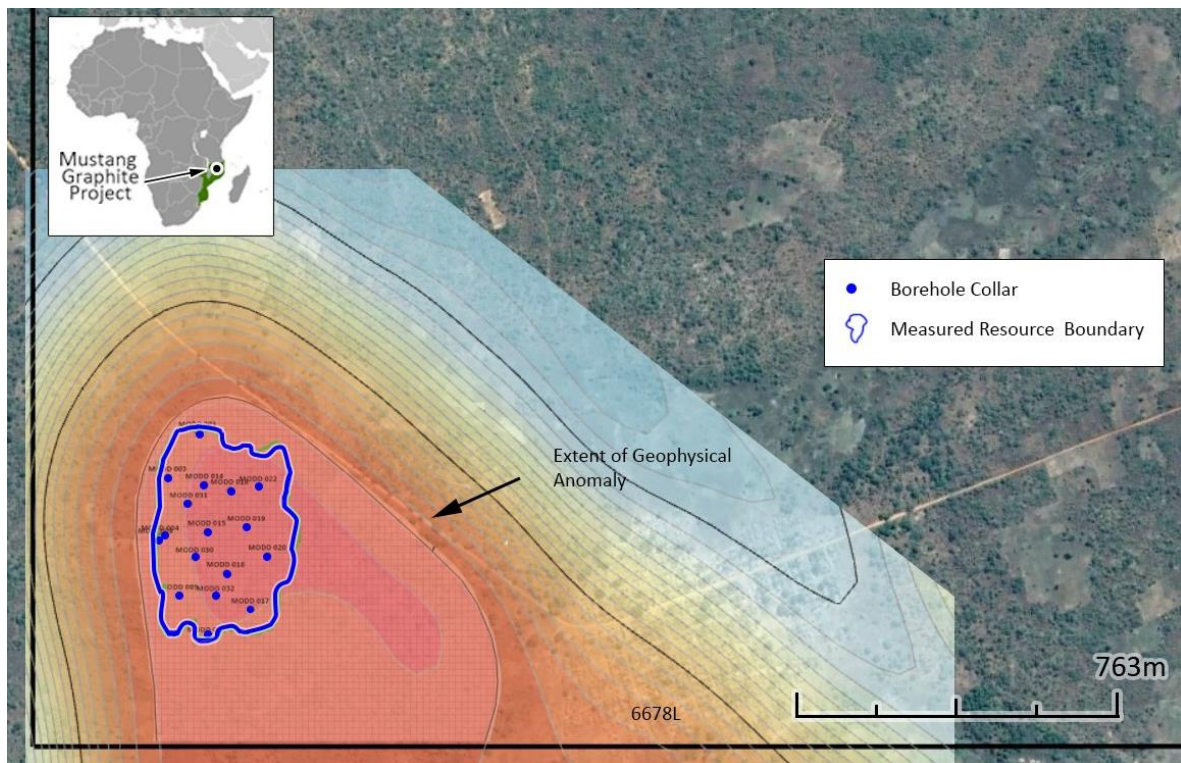 Mustang
Graphite
Project
Borehole Collar
Measured Resource Boundary
MODD 003
MODD 014
MODD 022
MODD 031
MODD 015
MODD 019
MODD 030
MODD 020
MODD 018
MODD 032
MODD 017
Extent of Geophysical
Anomaly
763m
6678L